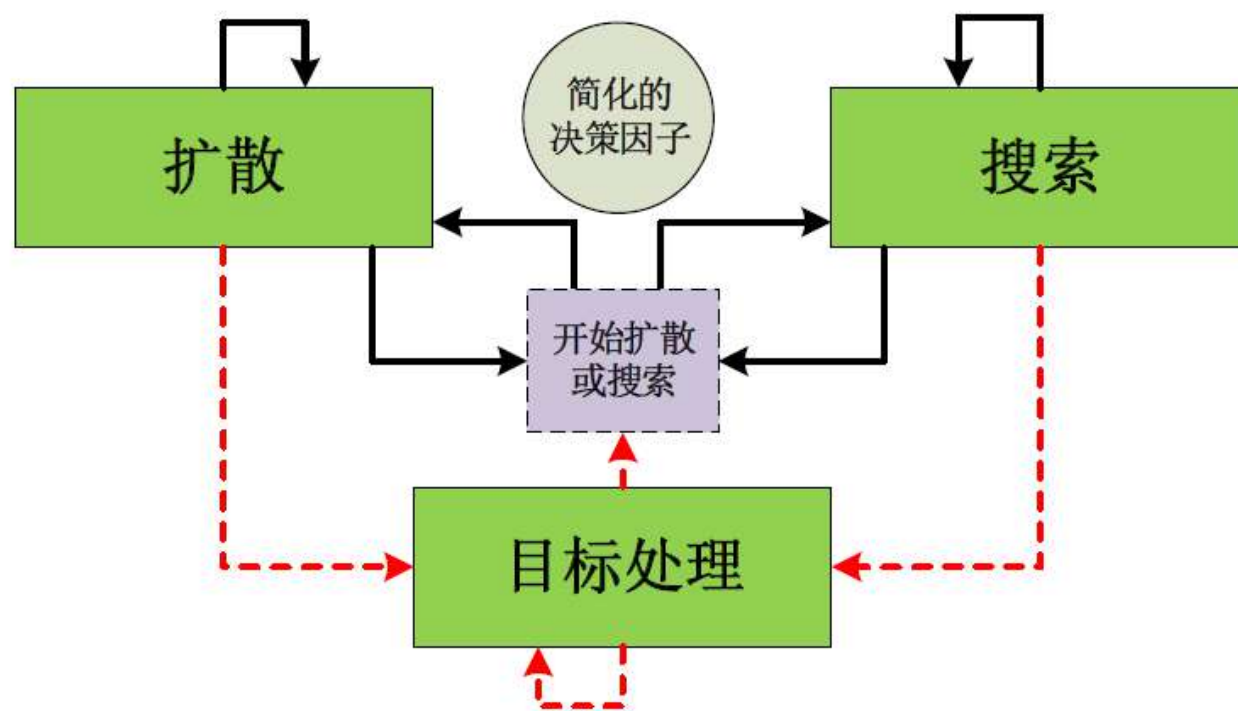 扩散
简化的
决策因子
搜索
开始扩散
或搜索
目标处理